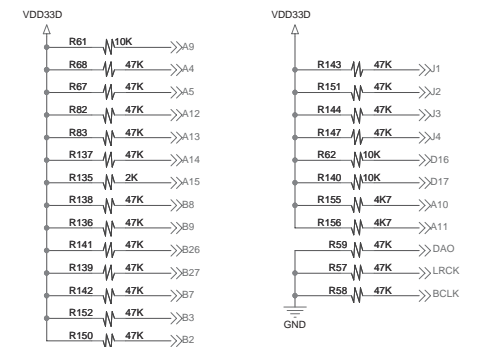 VDD33D
R61 10K A9
R68 47K A4
R67 47K A5
R82 47K A12
R83 47K A13
R137 47K A14
R135 2K A15
R138 47K B8
R136 47K B9
R141 47K B26
R139 47K B27
R142 47K B7
R152 47K B3
R150 47K B2
VDD33D
R143 47K J1
R151 47K J2
R144 47K J3
R147 47K J4
R62 10K D16
R140 10K D17
R155 4K7 A10
R156 4K7 A11
R59 47K DAO
R57 47K LRCK
R58 47K BCLK
GND